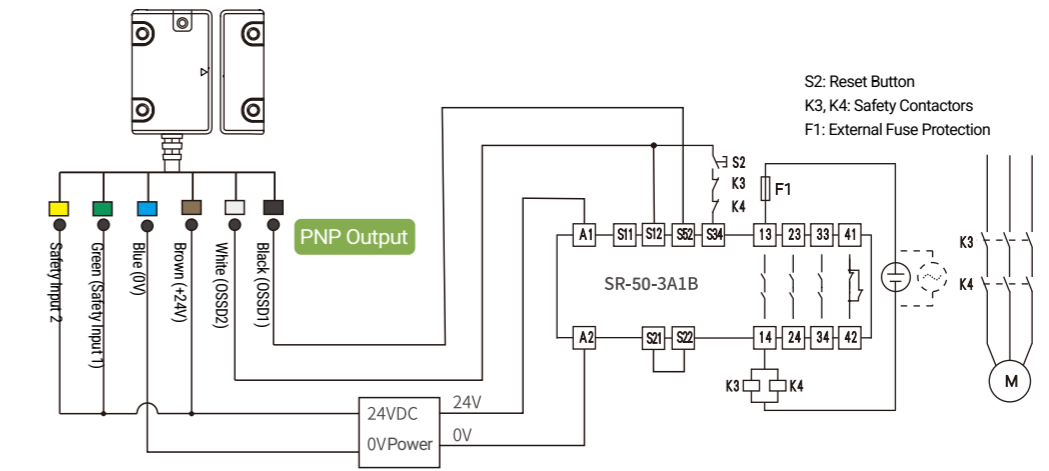 S2: Reset Button
K3, K4: Safety Contactors
F1: External Fuse Protection
S2
K3
K4
F1
PNP Output
Safety Input 2
Green (Safety Input 1)
Blue (0V)
Brown (+24V)
White (OSSD2)
Black (OSSD1)
A1
S11
S12
S52
S34
13
23
33
41
SR-50-3A1B
K3
K4
A2
S21
S22
14
24
34
42
K3
K4
M
24VDC
24V
0VPower
0V